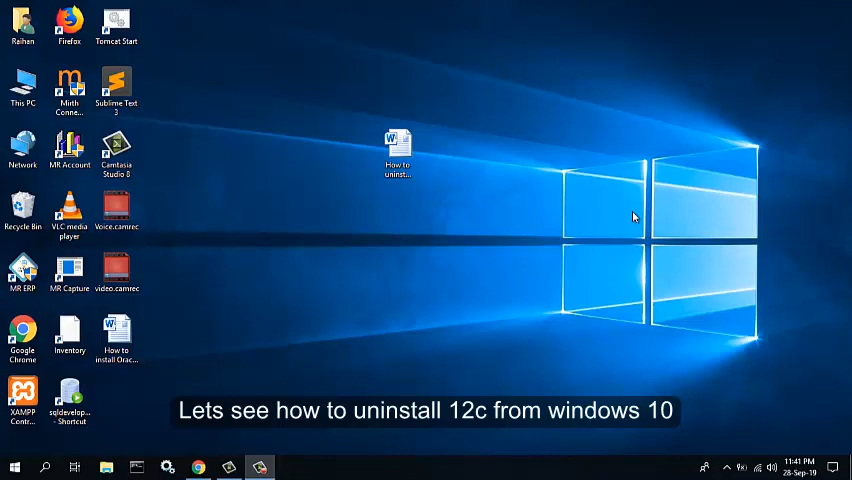 Raihan
Firefox
Tomcat Start
This PC
Mirth
Conne...
Sublime Text
3
Network
MR Account
Camtasia
Studio 8
Recycle Bin
VLC media
player
Voice.camrec
MR ERP
MR Capture
video.camrec
Google
Chrome
Inventory
How to
install Orac...
XAMPP
Contr...
sqldevelop...
- Shortcut
How to
uninst...
Lets see how to uninstall 12c from windows 10
11:41 PM
28-Sep-19